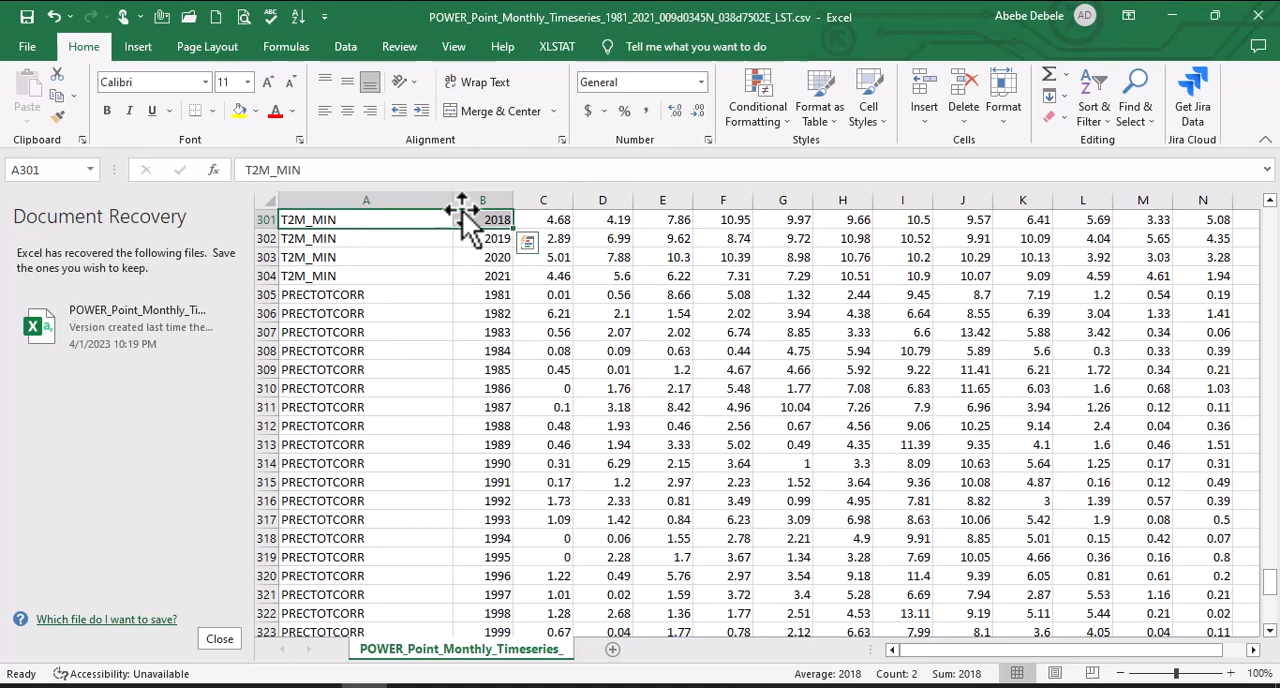 POWER_Point_Monthly_Timeseries_1981_2021_009d0345N_038d7502E_LST.csv - Excel
Abebe Debele
AD
File Home Insert Page Layout Formulas Data Review View Help XLSTAT Tell me what you want to do
Paste
Calibri 11
B I U
Wrap Text
Merge & Center
General
$ % ,
Conditional Formatting
Format as Table
Cell Styles
Insert
Delete
Format
Sort & Filter
Find & Select
Get Jira Data
Clipboard Font Alignment Number Styles Cells Editing Jira Cloud
A301 fx T2M_MIN
Document Recovery
Excel has recovered the following files. Save
the ones you wish to keep.
POWER_Point_Monthly_Ti...
Version created last time the...
4/1/2023 10:19 PM
Which file do I want to save?
Close
A B C D E F G H I J K L M N
301 T2M_MIN 2018 4.68 4.19 7.86 10.95 9.97 9.66 10.5 9.57 6.41 5.69 3.33 5.08
302 T2M_MIN 2019 2.89 6.99 9.62 8.74 9.72 10.98 10.52 9.91 10.09 4.04 5.65 4.35
303 T2M_MIN 2020 5.01 7.88 10.3 10.39 8.98 10.76 10.2 10.29 10.13 3.92 3.03 3.28
304 T2M_MIN 2021 4.46 5.6 6.22 7.31 7.29 10.51 10.9 10.07 9.09 4.59 4.61 1.94
305 PRECTOTCORR 1981 0.01 0.56 8.66 5.08 1.32 2.44 9.45 8.7 7.19 1.2 0.54 0.19
306 PRECTOTCORR 1982 6.21 2.1 1.54 2.02 3.94 4.38 6.64 8.55 6.39 3.04 1.33 1.41
307 PRECTOTCORR 1983 0.56 2.07 2.02 6.74 8.85 3.33 6.6 13.42 5.88 3.42 0.34 0.06
308 PRECTOTCORR 1984 0.08 0.09 0.63 0.44 4.75 5.94 10.79 5.89 5.6 0.3 0.33 0.39
309 PRECTOTCORR 1985 0.45 0.01 1.2 4.67 4.66 5.92 9.22 11.41 6.21 1.72 0.34 0.21
310 PRECTOTCORR 1986 0 1.76 2.17 5.48 1.77 7.08 6.83 11.65 6.03 1.6 0.68 1.03
311 PRECTOTCORR 1987 0.1 3.18 8.42 4.96 10.04 7.26 7.9 6.96 3.94 1.26 0.12 0.11
312 PRECTOTCORR 1988 0.48 1.93 0.46 2.56 0.67 4.56 9.06 10.25 9.14 2.4 0.04 0.36
313 PRECTOTCORR 1989 0.46 1.94 3.33 5.02 0.49 4.35 11.39 9.35 4.1 1.6 0.46 1.51
314 PRECTOTCORR 1990 0.31 6.29 2.15 3.64 1 3.3 8.09 10.63 5.64 1.25 0.17 0.31
315 PRECTOTCORR 1991 0.17 1.2 2.97 2.23 1.52 3.64 9.36 10.08 4.87 0.16 0.12 0.49
316 PRECTOTCORR 1992 1.73 2.33 0.81 3.49 0.99 4.95 7.81 8.82 3 1.39 0.57 0.39
317 PRECTOTCORR 1993 1.09 1.42 0.84 6.23 3.09 6.98 8.63 10.06 5.42 1.9 0.08 0.5
318 PRECTOTCORR 1994 0 0.06 1.55 2.78 2.21 4.9 9.91 8.85 5.01 0.15 0.42 0.07
319 PRECTOTCORR 1995 0 2.28 1.7 3.67 1.34 3.28 7.69 10.05 4.66 0.36 0.16 0.8
320 PRECTOTCORR 1996 1.22 0.49 5.76 2.97 3.54 9.18 11.4 9.39 6.05 0.81 0.61 0.2
321 PRECTOTCORR 1997 1.01 0.02 1.59 3.72 3.4 5.28 6.69 7.94 2.87 5.53 1.16 0.21
322 PRECTOTCORR 1998 1.28 2.68 1.36 1.77 2.51 4.53 13.11 9.19 5.11 5.44 0.21 0.02
323 PRECTOTCORR 1999 0.67 0.04 1.77 0.78 2.12 6.63 7.99 8.1 3.6 4.05 0.04 0.11
POWER_Point_Monthly_Timeseries_
Ready Accessibility: Unavailable Average: 2018 Count: 2 Sum: 2018 100%